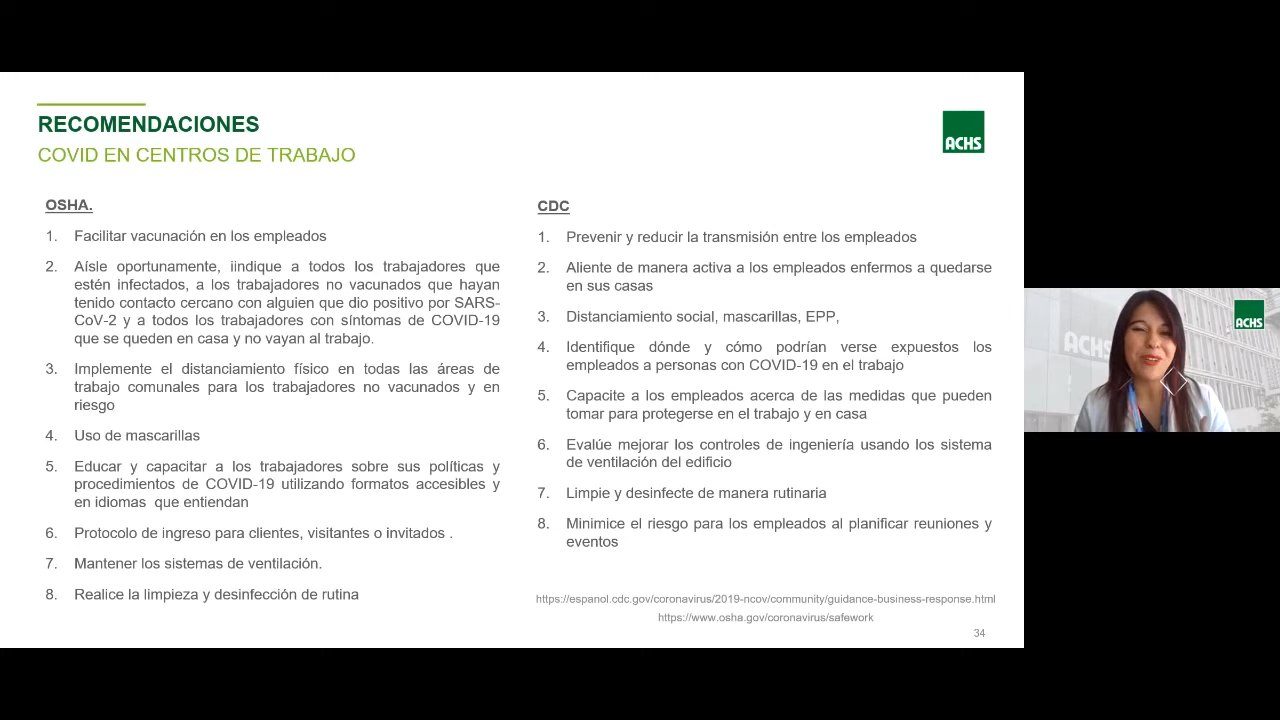 RECOMENDACIONES
COVID EN CENTROS DE TRABAJO
ACHS
OSHA.
1. Facilitar vacunación en los empleados
2. Aísle oportunamente, iindique a todos los trabajadores que
estén infectados, a los trabajadores no vacunados que hayan
tenido contacto cercano con alguien que dio positivo por SARS-
CoV-2 y a todos los trabajadores con síntomas de COVID-19
que se queden en casa y no vayan al trabajo.
3. Implemente el distanciamiento físico en todas las áreas de
trabajo comunales para los trabajadores no vacunados y en
riesgo
4. Uso de mascarillas
5. Educar y capacitar a los trabajadores sobre sus políticas y
procedimientos de COVID-19 utilizando formatos accesibles y
en idiomas que entiendan
6. Protocolo de ingreso para clientes, visitantes o invitados .
7. Mantener los sistemas de ventilación.
8. Realice la limpieza y desinfección de rutina
CDC
1. Prevenir y reducir la transmisión entre los empleados
2. Aliente de manera activa a los empleados enfermos a quedarse
en sus casas
3. Distanciamiento social, mascarillas, EPP,
4. Identifique dónde y cómo podrían verse expuestos los
empleados a personas con COVID-19 en el trabajo
5. Capacite a los empleados acerca de las medidas que pueden
tomar para protegerse en el trabajo y en casa
6. Evalúe mejorar los controles de ingeniería usando los sistema
de ventilación del edificio
7. Limpie y desinfecte de manera rutinaria
8. Minimice el riesgo para los empleados al planificar reuniones y
eventos
https://espanol.cdc.gov/coronavirus/2019-ncov/community/guidance-business-response.html
https://www.osha.gov/coronavirus/safework
34
ACHS
ACHS